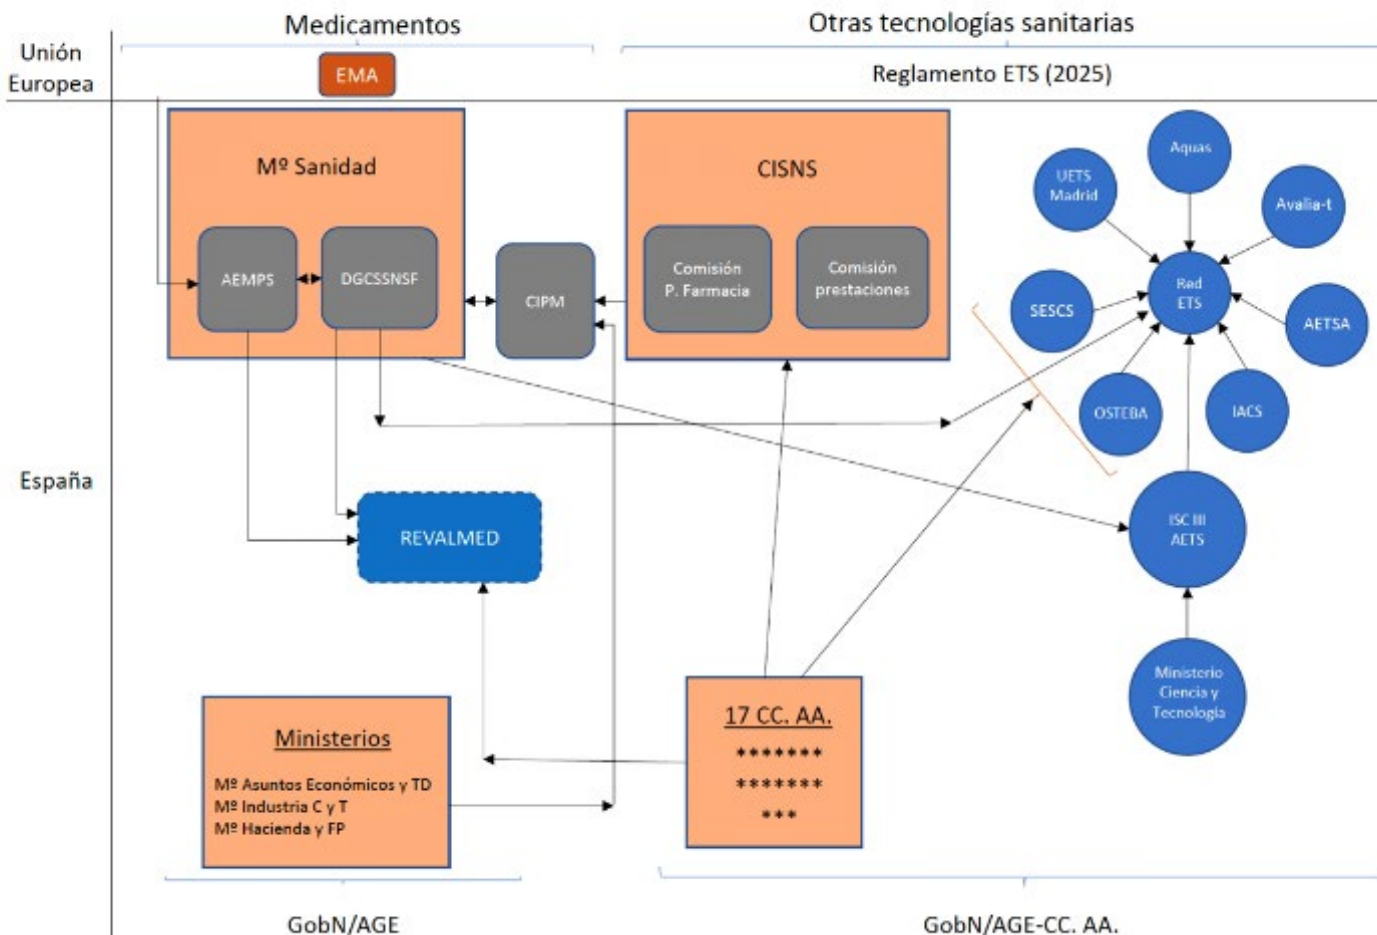 Medicamentos
Otras tecnologías sanitarias
Unión
Europea
EMA
Reglamento ETS (2025)
Mº Sanidad
CISNS
AEMPS
DGCSSNSF
CIPM
Comisión
P. Farmacia
Comisión
prestaciones
Aquas
UETS
Madrid
Avalia-t
Red
ETS
SESCS
AETSA
OSTEBA
IACS
España
REVALMED
ISC III
AETS
Ministerio
Ciencia y
Tecnología
Ministerios
Mº Asuntos Económicos y TD
Mº Industria C y T
Mº Hacienda y FP
17 CC. AA.
*******
*******
***
GobN/AGE
GobN/AGE-CC. AA.